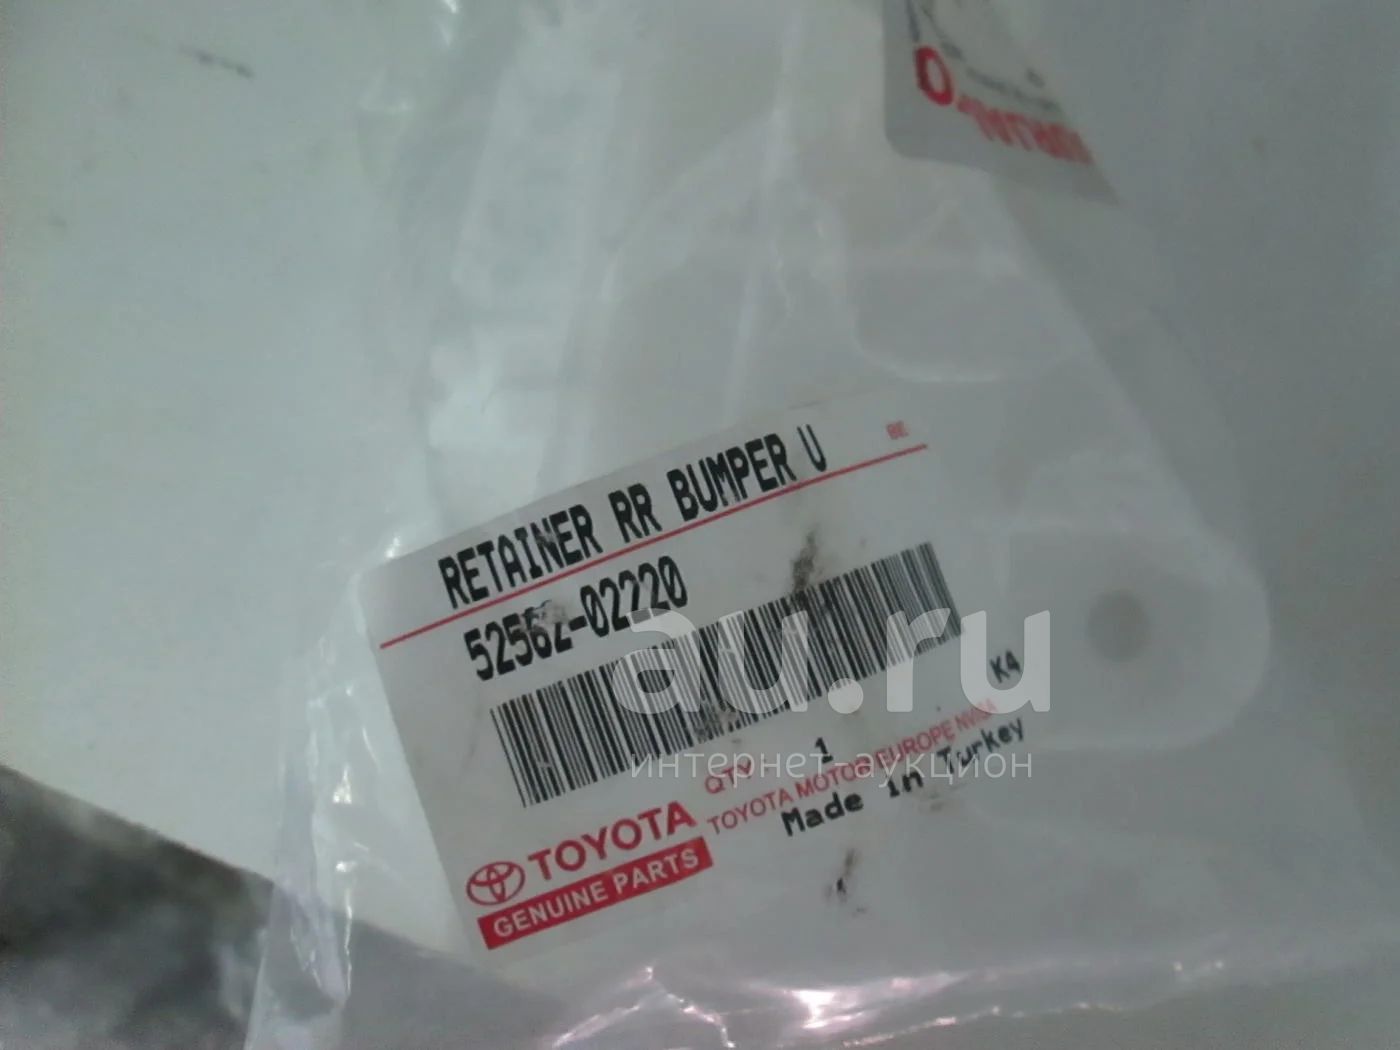 RETAINER RR BUMPER U
BE
52562-02220
K4
QTY : 1
TOYOTA MOTOR EUROPE NV/SA
Made in Turkey
TOYOTA
GENUINE PARTS
au.ru
интернет аукцион